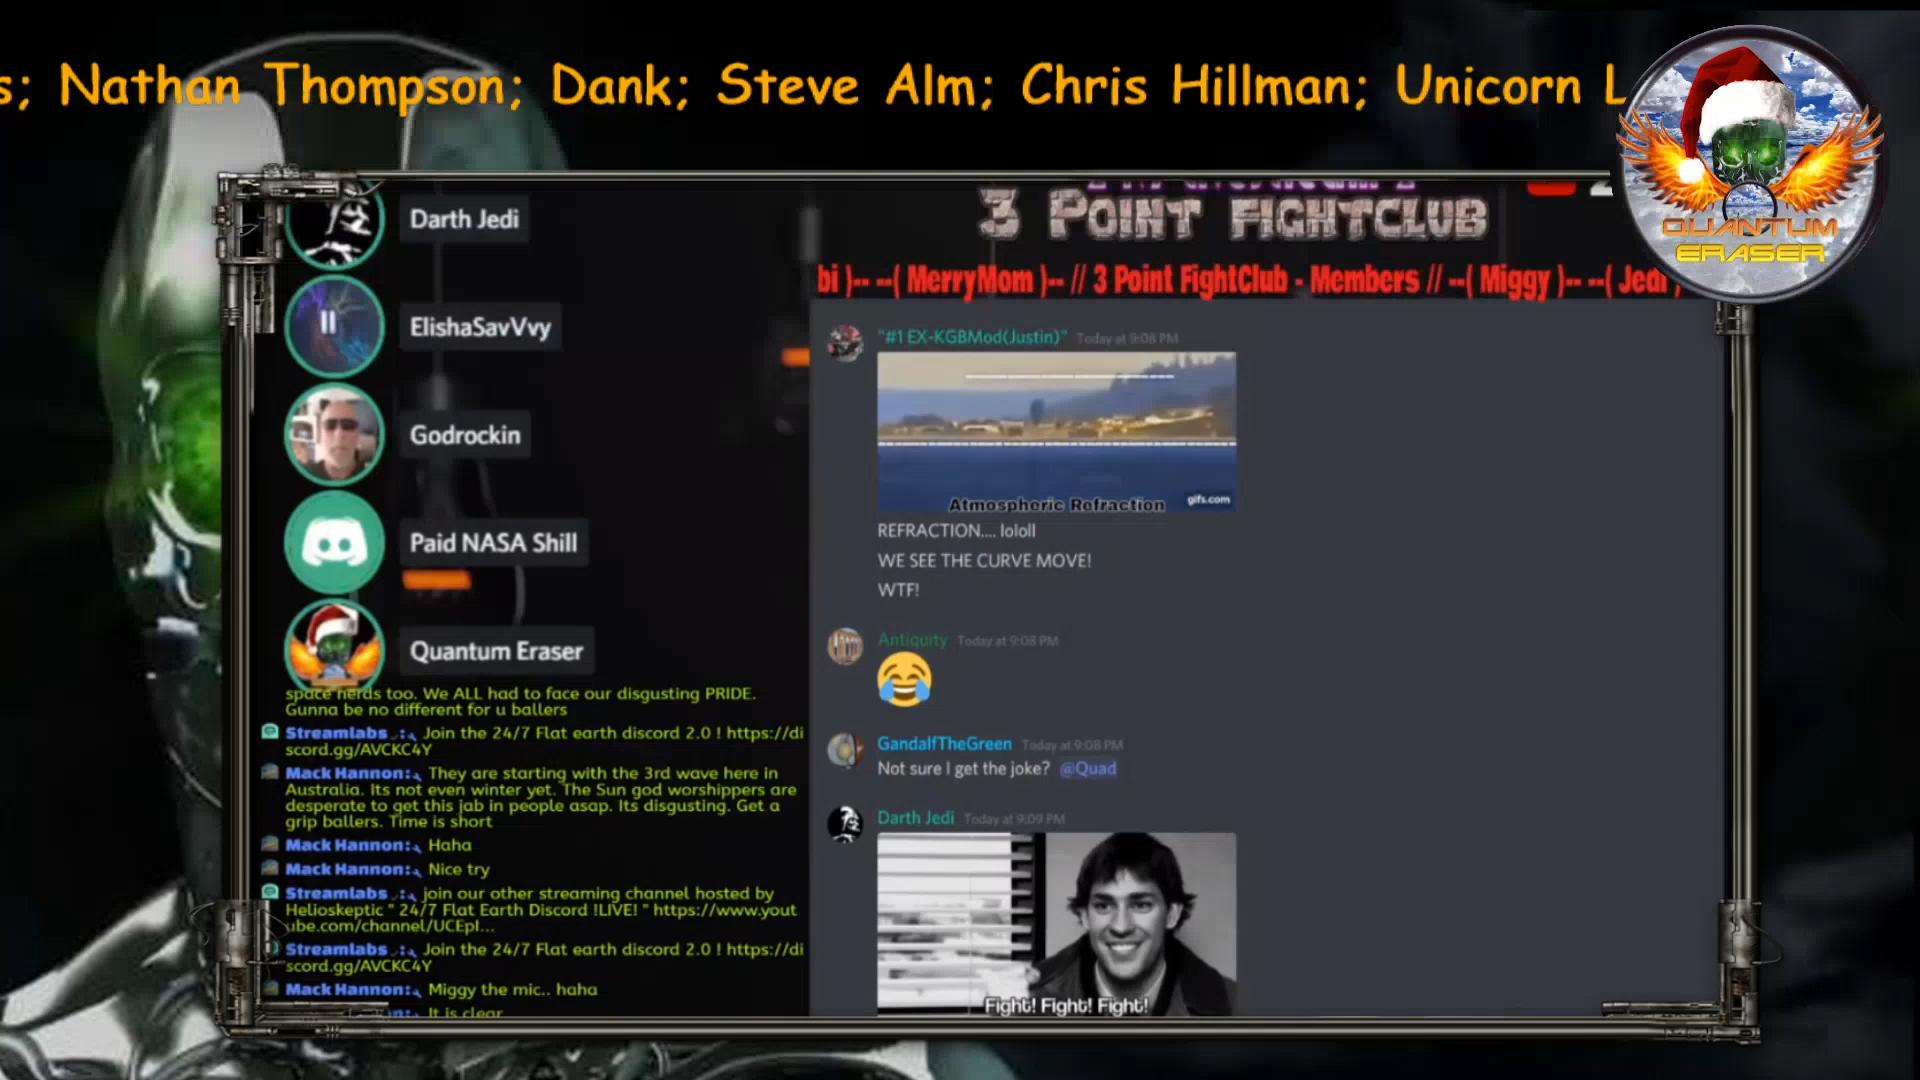 s; Nathan Thompson; Dank; Steve Alm; Chris Hillman; Unicorn L
QUANTUM
ERASER
3 POINT FIGHTCLUB
bi )-- --( MerryMom )-- // 3 Point FightClub - Members // --( Miggy )-- --( Jedi )
Darth Jedi
ElishaSavVvy
Godrockin
Paid NASA Shill
Quantum Eraser
space nerds too. We ALL had to face our disgusting PRIDE.
Gunna be no different for u ballers
Streamlabs : Join the 24/7 Flat earth discord 2.0 ! https://di
scord.gg/AVCKC4Y
Mack Hannon: They are starting with the 3rd wave here in
Australia. Its not even winter yet. The Sun god worshippers are
desperate to get this jab in people asap. Its disgusting. Get a
grip ballers. Time is short
Mack Hannon: Haha
Mack Hannon: Nice try
Streamlabs : join our other streaming channel hosted by
Helioskeptic " 24/7 Flat Earth Discord !LIVE! " https://www.yout
ube.com/channel/UCEpI...
Streamlabs : Join the 24/7 Flat earth discord 2.0 ! https://di
scord.gg/AVCKC4Y
Mack Hannon: Miggy the mic.. haha
It is clear
"#1 EX-KGBMod(Justin)" Today at 9:08 PM
Atmospheric Refraction gifs.com
REFRACTION.... lololl
WE SEE THE CURVE MOVE!
WTF!
Antiquity Today at 9:08 PM
GandalfTheGreen Today at 9:08 PM
Not sure I get the joke? @Quad
Darth Jedi Today at 9:09 PM
Fight! Fight! Fight!